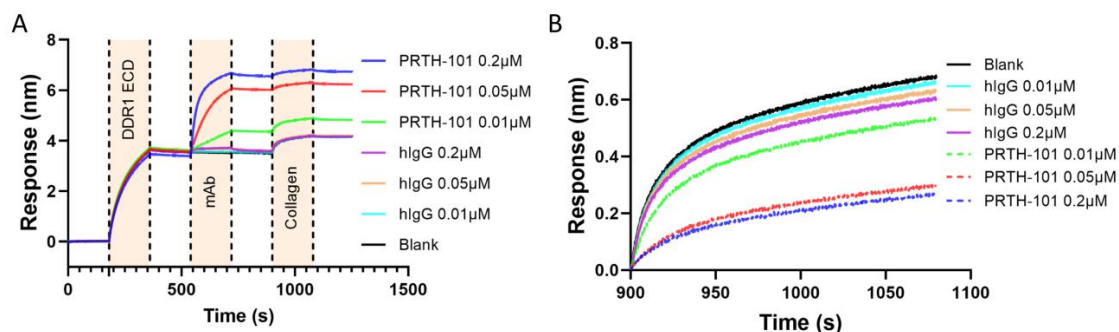 A
Response (nm)
8
6
4
2
0
DDR1 ECD
mAb
Collagen
0
500
1000
1500
Time (s)
PRTH-101 0.2µM
PRTH-101 0.05µM
PRTH-101 0.01µM
hIgG 0.2µM
hIgG 0.05µM
hIgG 0.01µM
Blank
B
Response (nm)
0.8
0.6
0.4
0.2
0.0
900
950
1000
1050
1100
Time (s)
Blank
hIgG 0.01µM
hIgG 0.05µM
hIgG 0.2µM
PRTH-101 0.01µM
PRTH-101 0.05µM
PRTH-101 0.2µM